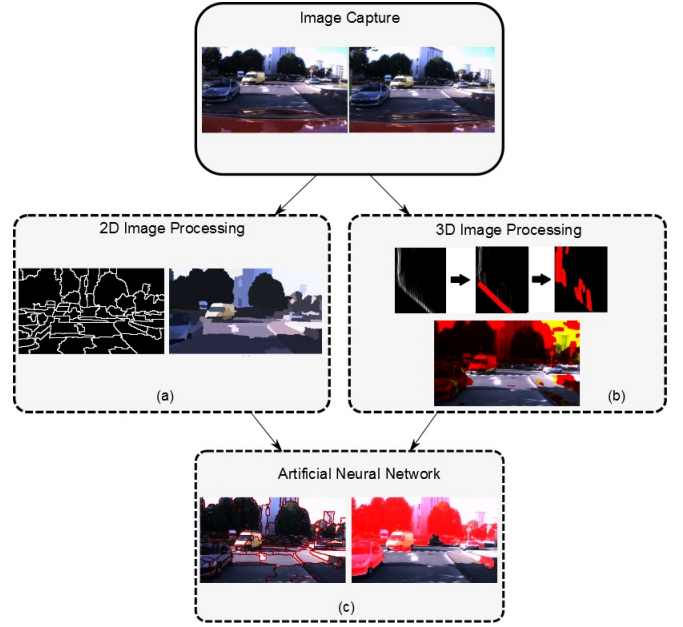 Image Capture
2D Image Processing
3D Image Processing
(a)
(b)
Artificial Neural Network
(c)